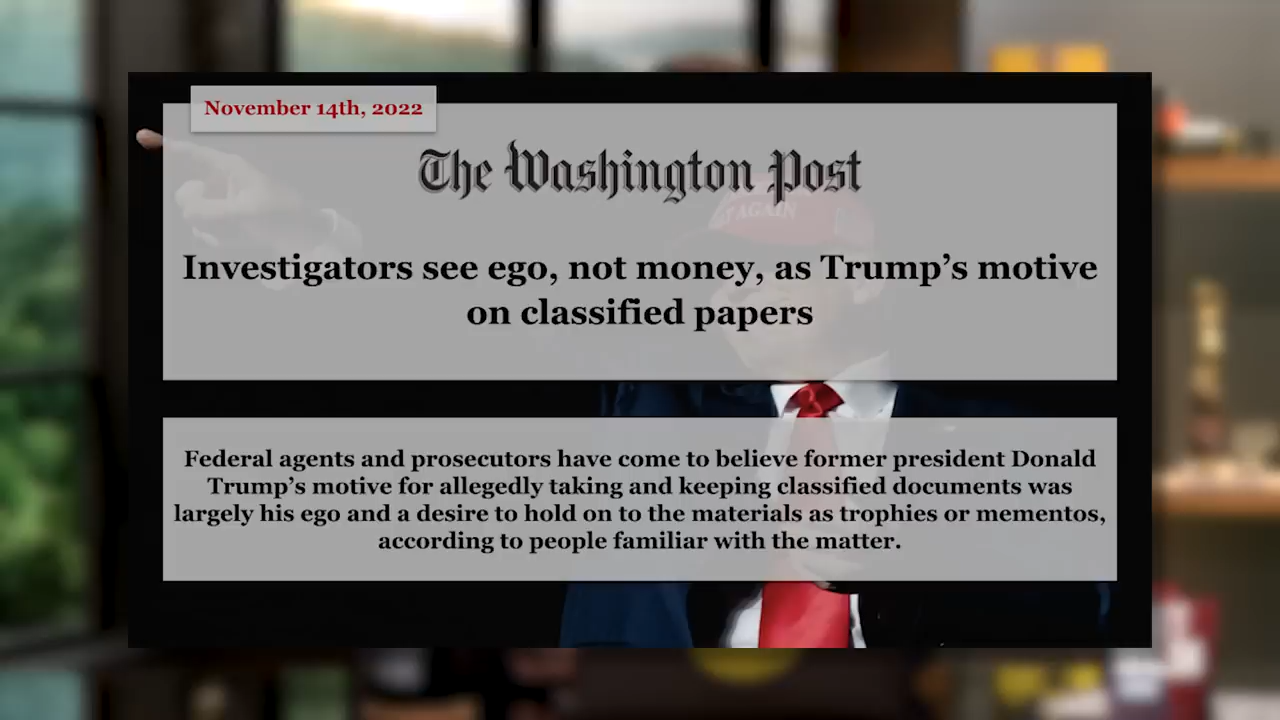 November 14th, 2022
The Washington Post
AGAIN
Investigators see ego, not money, as Trump’s motive
on classified papers
Federal agents and prosecutors have come to believe former president Donald
Trump’s motive for allegedly taking and keeping classified documents was
largely his ego and a desire to hold on to the materials as trophies or mementos,
according to people familiar with the matter.